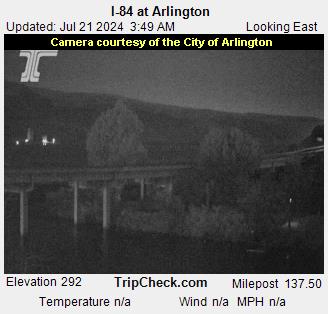 I-84 at Arlington
Updated: Jul 21 2024 3:49 AM Looking East
Camera courtesy of the City of Arlington
Elevation 292 TripCheck.com Milepost 137.50
Temperature n/a Wind n/a MPH n/a